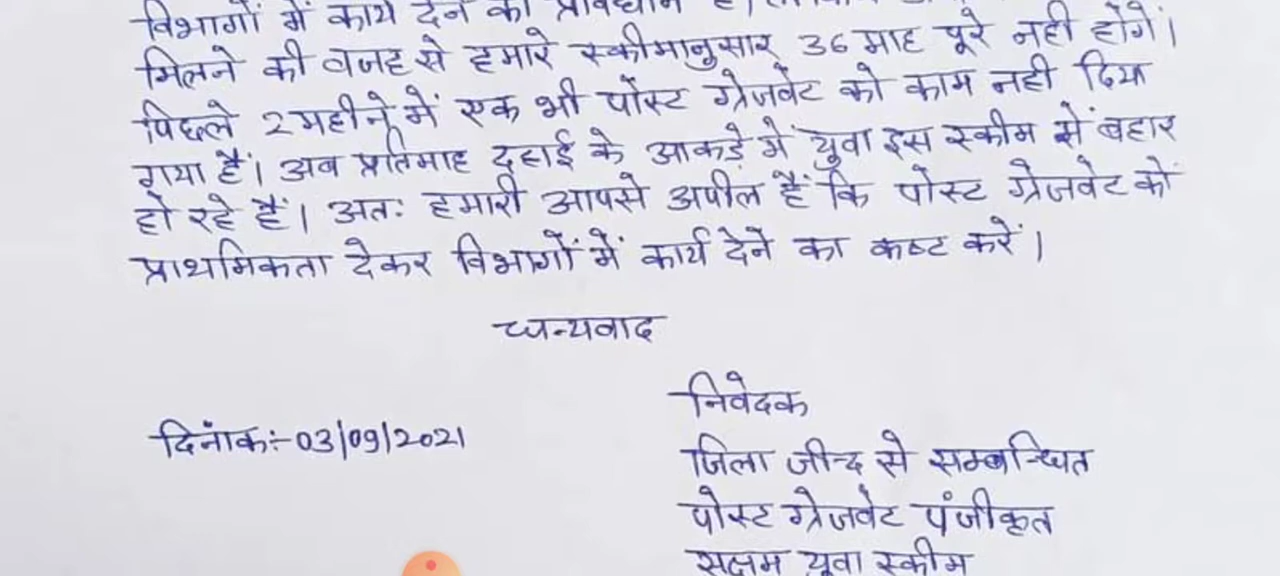 विभागों में कार्य देने का प्रावधान है।
मिलने की वजह से हमारे स्कीमानुसार 36 माह पूरे नही होंगे।
पिछले 2 महीने में एक भी पोंस्ट ग्रेजवेंट को काम नही दिया
गया हैं। अब प्रतिमाह दहाई के आकड़े में युवा इस स्कीम सें बहार
हो रहे हैं। अतः हमारी आपसे अपील हैं कि पोस्ट ग्रेजवेट कों
प्राथमिकता देकर विभागों में कार्य देने का कष्ट करें।
धन्यवाद
निवेदक
दिनांक:- 03/09/2021
जिला जीन्द से सम्बन्धित
पोस्ट ग्रेजवेट पंजीकृत
सक्षम युवा स्कीम